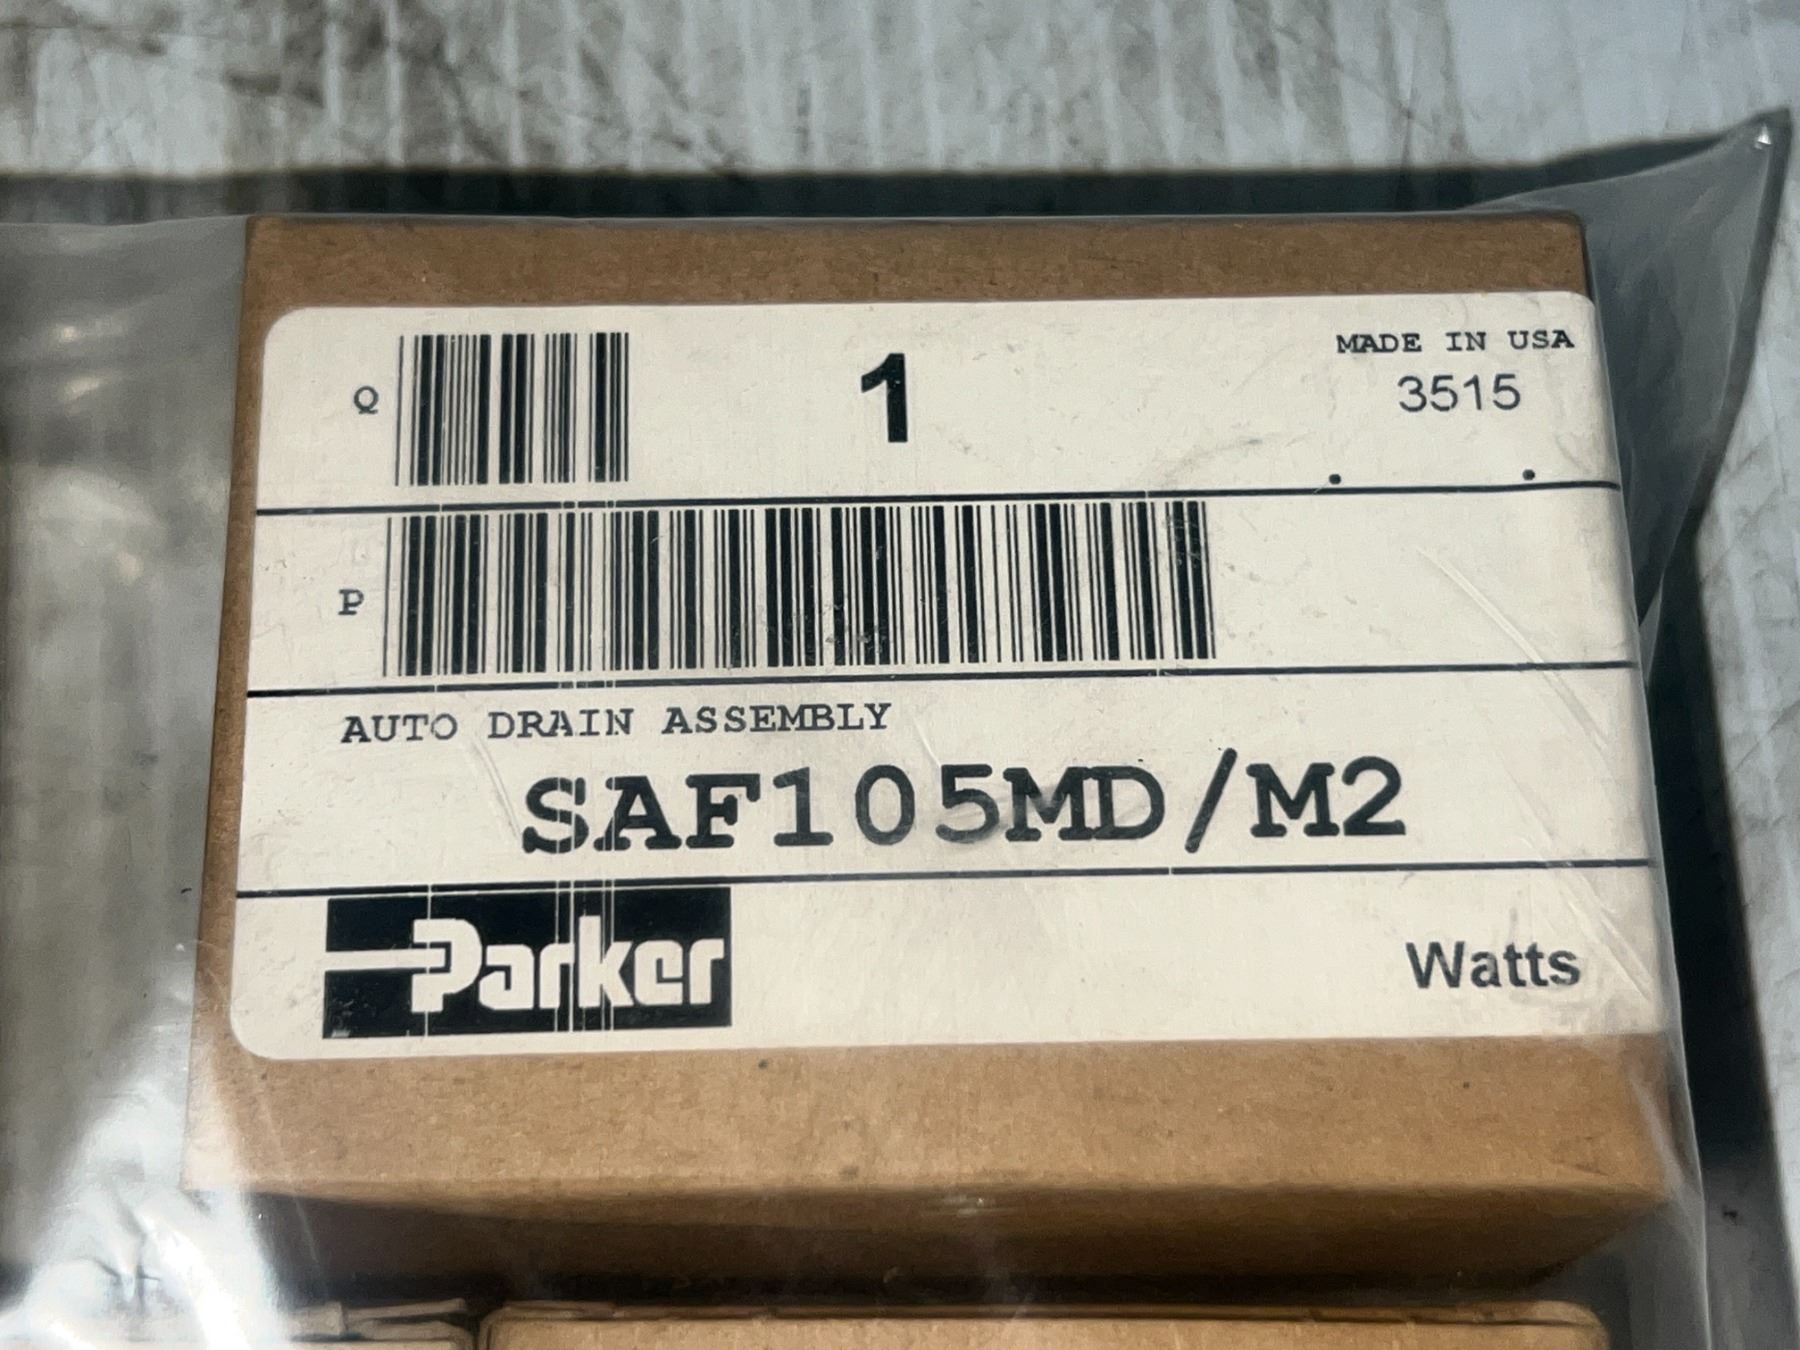 Q 1 MADE IN USA
3515
P
AUTO DRAIN ASSEMBLY
SAF105MD/M2
Parker Watts